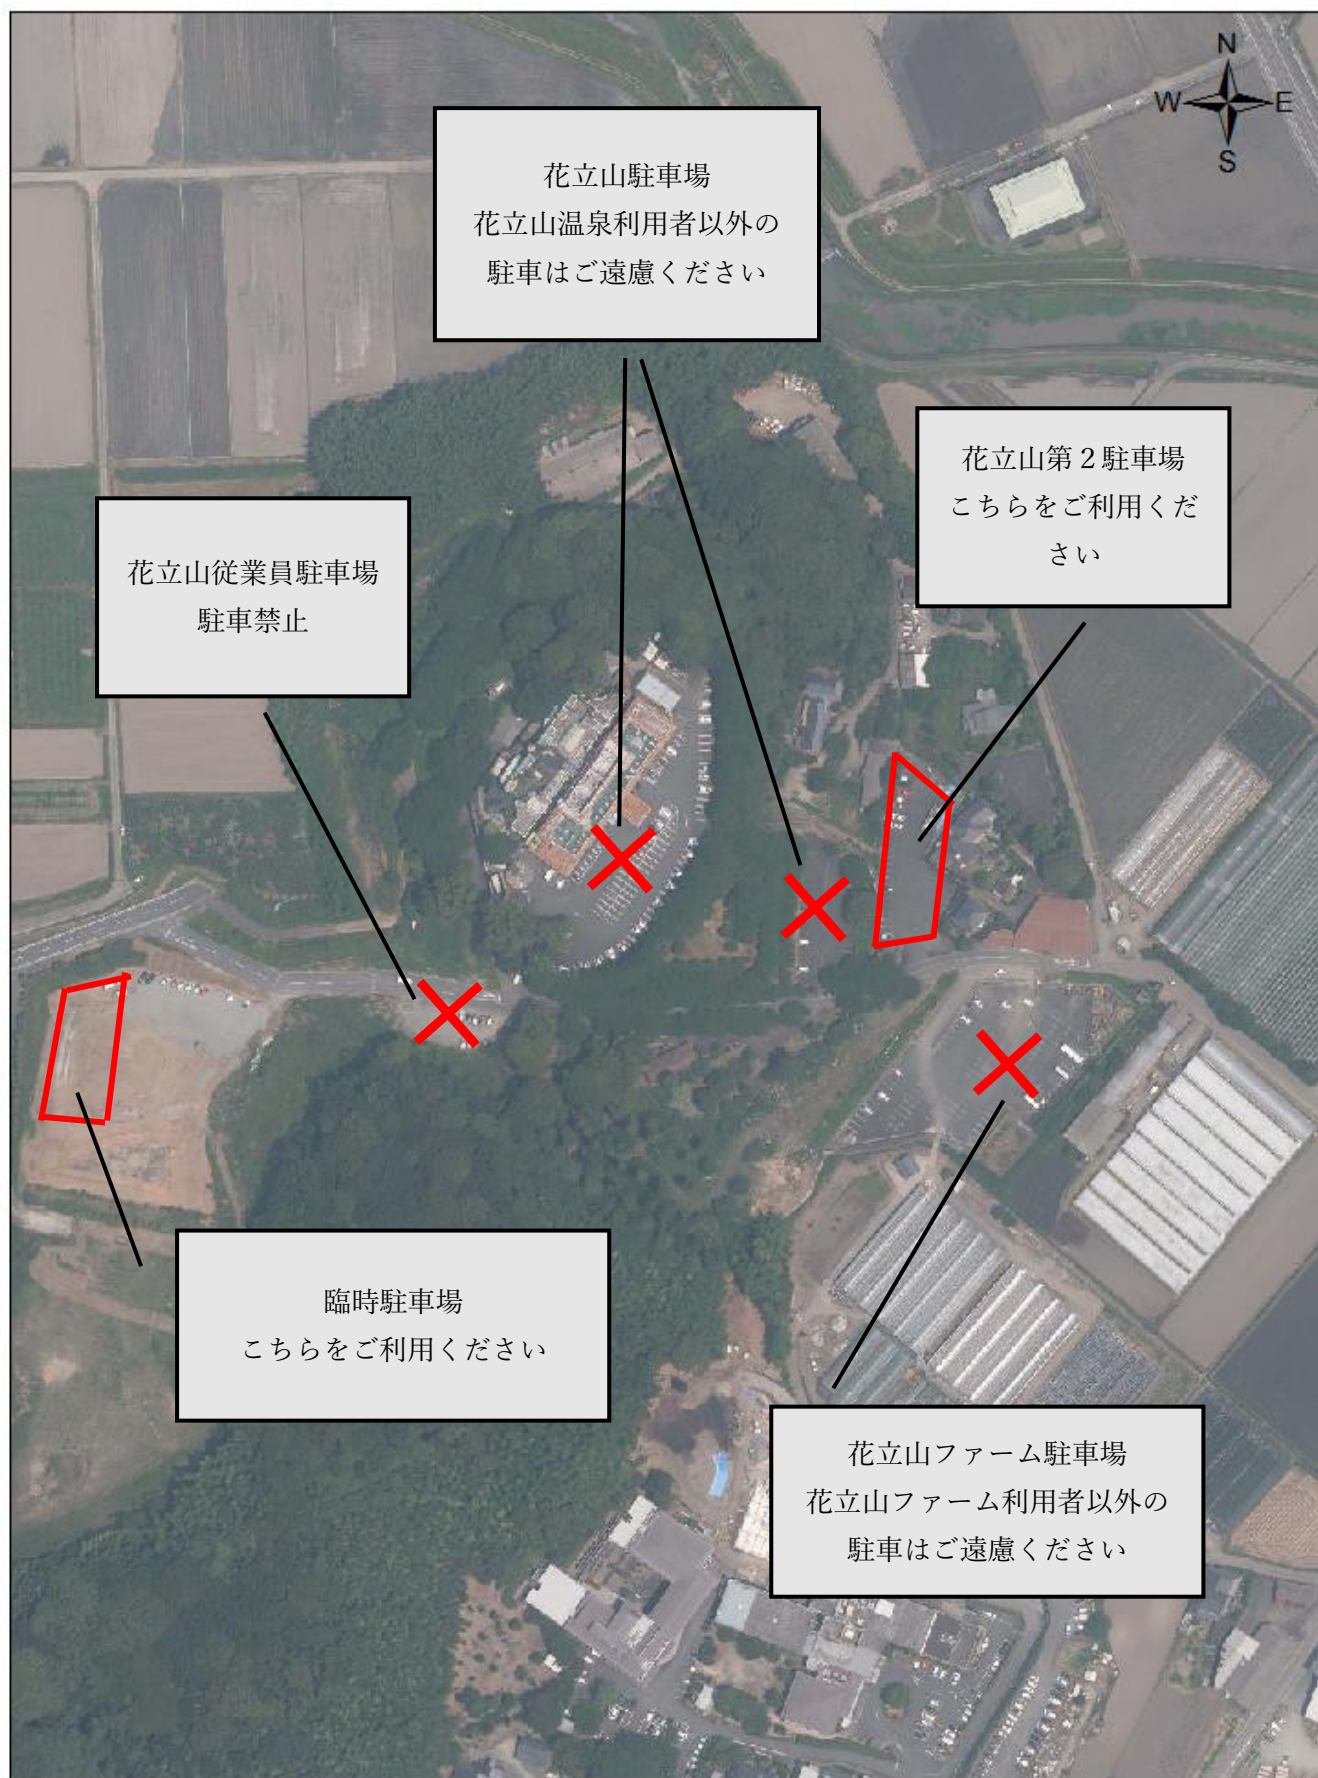 N
W E
S
花立山駐車場
花立山温泉利用者以外の
駐車はご遠慮ください
花立山第２駐車場
こちらをご利用くだ
さい
花立山従業員駐車場
駐車禁止
臨時駐車場
こちらをご利用ください
花立山ファーム駐車場
花立山ファーム利用者以外の
駐車はご遠慮ください